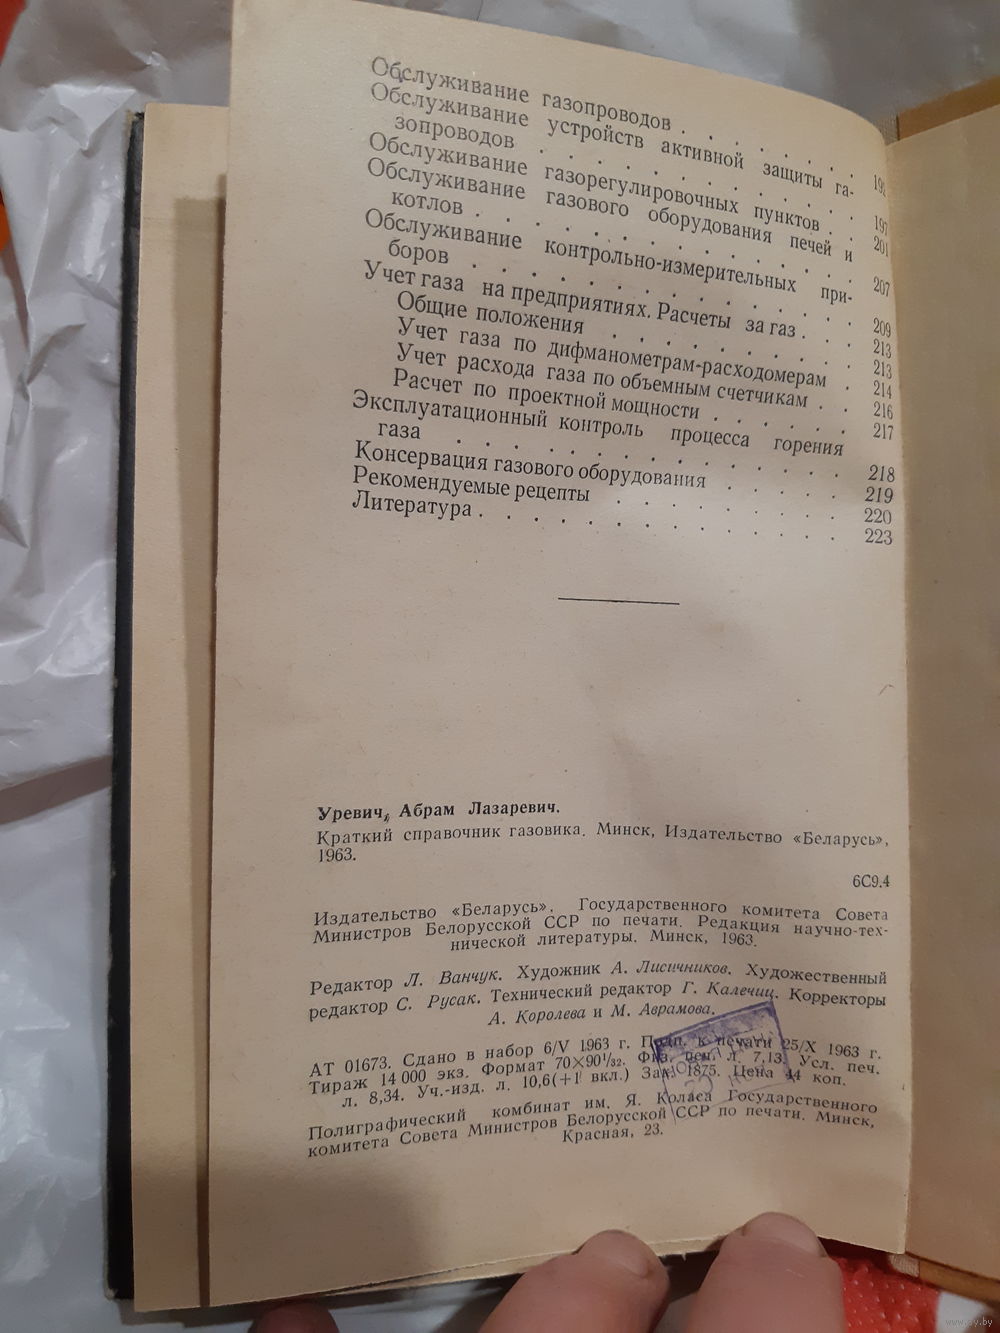 Обслуживание газопроводов . . . . . . .
Обслуживание устройств активной защиты га-
зопроводов . . . . . . . . . . 197
Обслуживание газорегулировочных пунктов . . 201
Обслуживание газового оборудования печей и
котлов . . . . . . . . . . . . 207
Обслуживание контрольно-измерительных при-
боров . . . . . . . . . . . . 209
Учет газа на предприятиях. Расчеты за газ . . . 213
Общие положения . . . . . . . . . 213
Учет газа по дифманометрам-расходомерам . 214
Учет расхода газа по объемным счетчикам . . 216
Расчет по проектной мощности . . . . . . 217
Эксплуатационный контроль процесса горения
газа . . . . . . . . . . . . . 218
Консервация газового оборудования . . . . . 219
Рекомендуемые рецепты . . . . . . . . 220
Литература . . . . . . . . . . . . . 223
Уревич, Абрам Лазаревич.
Краткий справочник газовика. Минск, Издательство «Беларусь»,
1963.
6С9.4
Издательство «Беларусь». Государственного комитета Совета
Министров Белорусской ССР по печати. Редакция научно-тех-
нической литературы. Минск, 1963.
Редактор Л. Ванчук. Художник А. Лисичников. Художественный
редактор С. Русак. Технический редактор Г. Калечиц. Корректоры
А. Королева и М. Аврамова.
АТ 01673. Сдано в набор 6/V 1963 г. Подп. к печати 25/X 1963 г.
Тираж 14 000 экз. Формат 70×90¹/₃₂. Физ. печ. л. 7,13. Усл. печ.
л. 8,34. Уч.-изд. л. 10,6(+1 вкл.) Зак. 1875. Цена 44 коп.
Полиграфический комбинат им. Я. Коласа Государственного
комитета Совета Министров Белорусской ССР по печати. Минск,
Красная, 23.